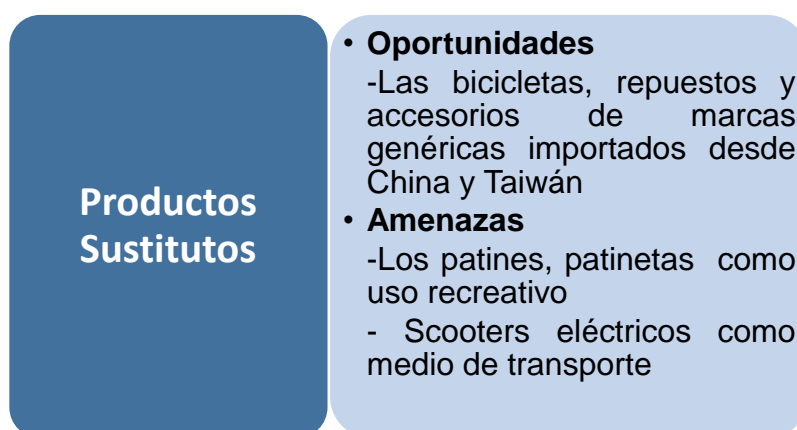 Productos
Sustitutos
• Oportunidades
-Las bicicletas, repuestos y
accesorios de marcas
genéricas importados desde
China y Taiwán
• Amenazas
-Los patines, patinetas como
uso recreativo
- Scooters eléctricos como
medio de transporte